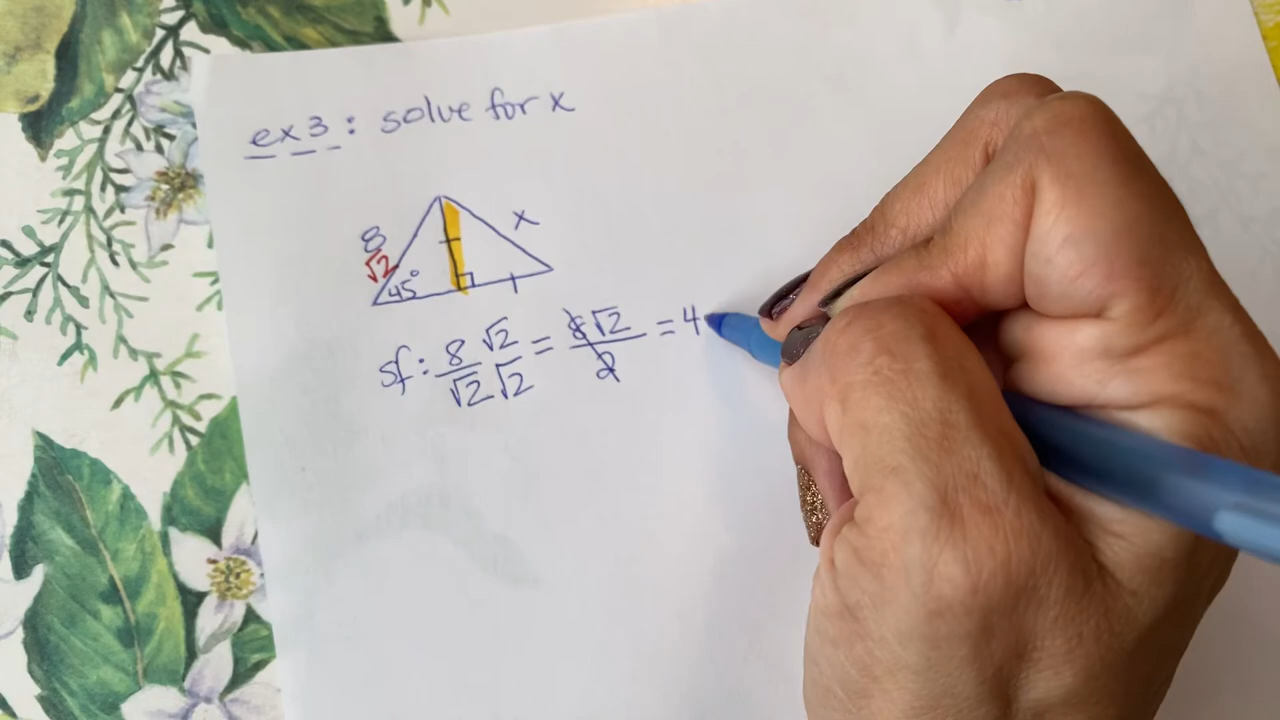 ex 3: solve for x
8
√2
x
45°
sf: 8 √2 / √2 √2 = 8√2 / 2 = 4